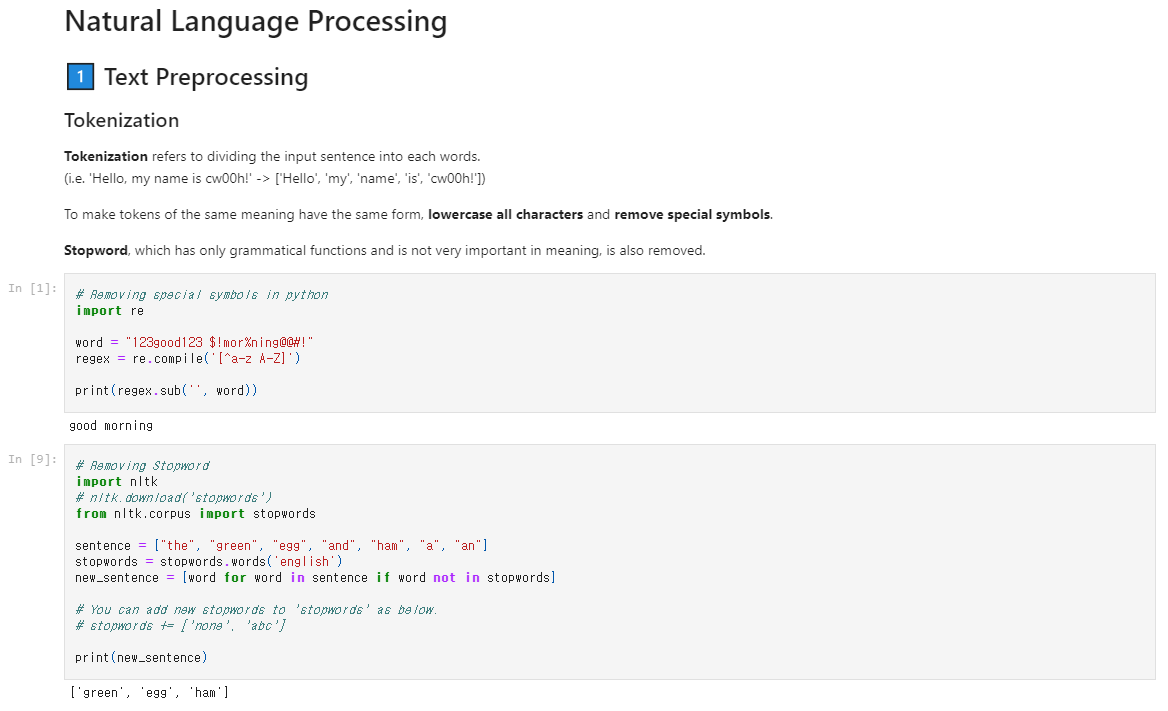 Natural Language Processing
1 Text Preprocessing
Tokenization
Tokenization refers to dividing the input sentence into each words.
(i.e. 'Hello, my name is cw00h!' -> ['Hello', 'my', 'name', 'is', 'cw00h!'])
To make tokens of the same meaning have the same form, lowercase all characters and remove special symbols.
Stopword, which has only grammatical functions and is not very important in meaning, is also removed.
In [1]:
# Removing special symbols in python
import re
word = "123good123 $!mor%ning@@#!"
regex = re.compile('[^a-z A-Z]')
print(regex.sub('', word))
good morning
In [9]:
# Removing Stopword
import nltk
# nltk.download('stopwords')
from nltk.corpus import stopwords
sentence = ["the", "green", "egg", "and", "ham", "a", "an"]
stopwords = stopwords.words('english')
new_sentence = [word for word in sentence if word not in stopwords]
# You can add new stopwords to 'stopwords' as below.
# stopwords += ['none', 'abc']
print(new_sentence)
['green', 'egg', 'ham']